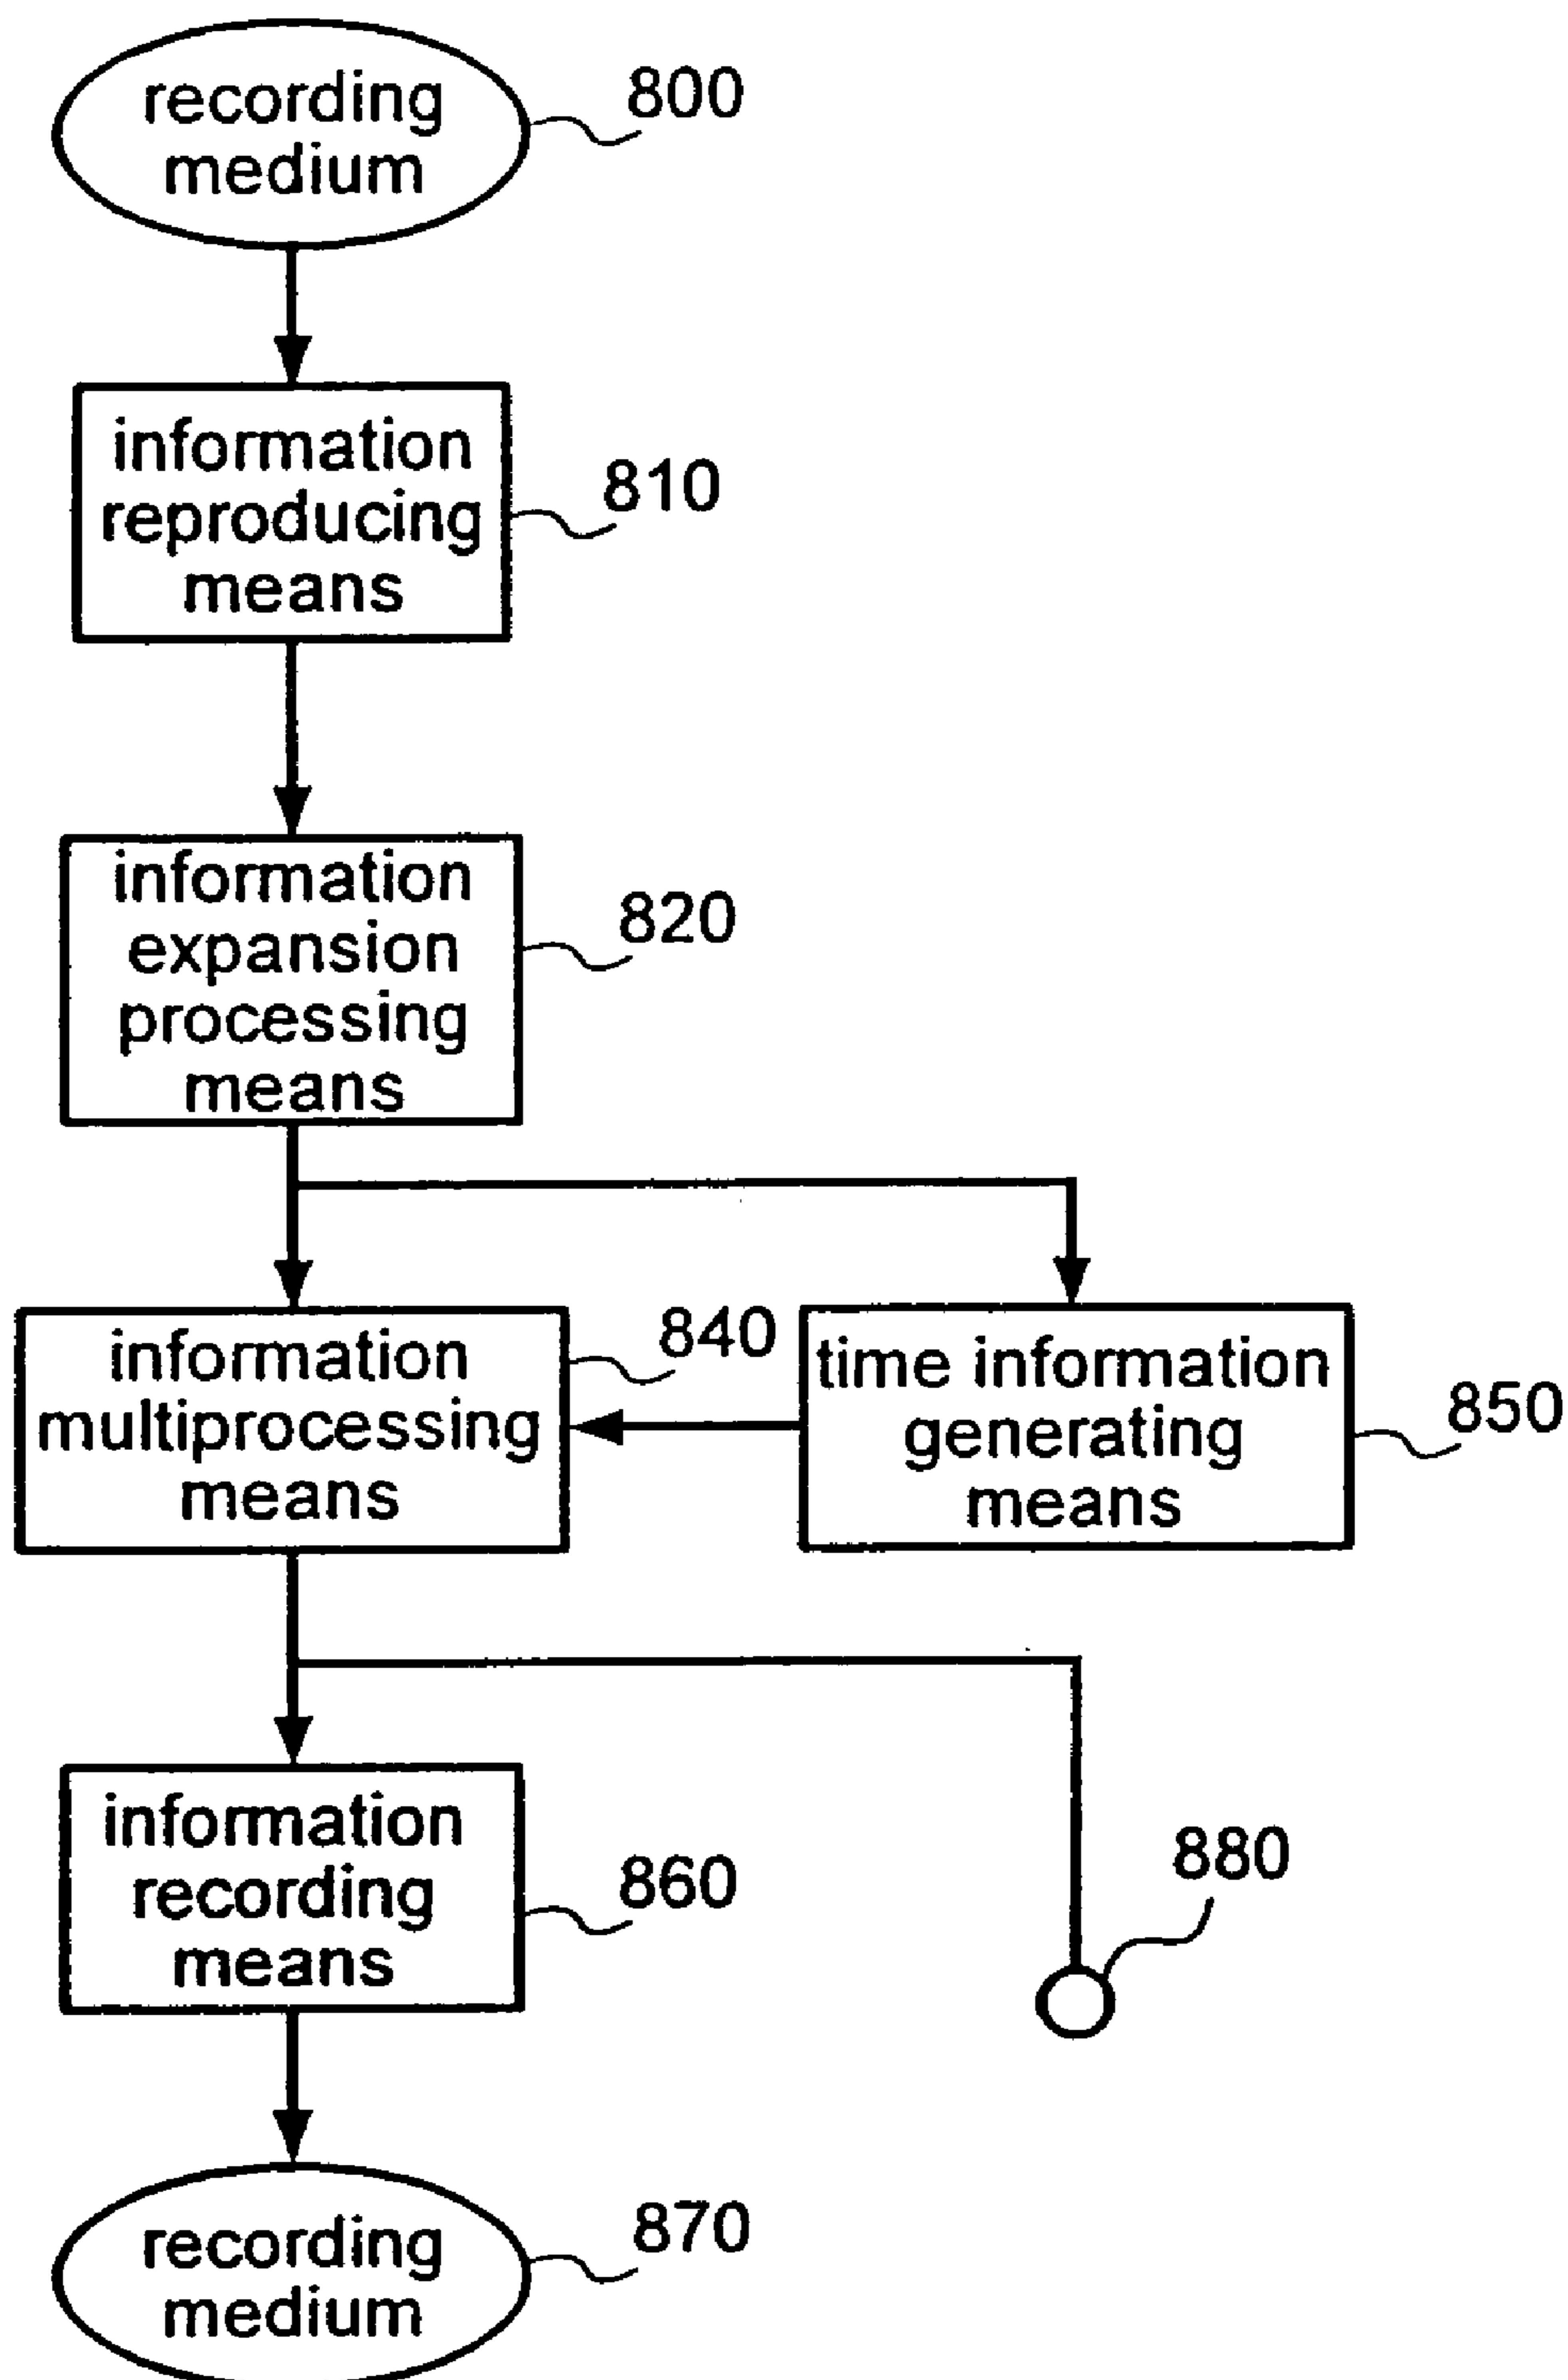 recording
medium
800
information
reproducing
means
810
information
expansion
processing
means
820
information
multiprocessing
means
840
time information
generating
means
850
information
recording
means
860
880
recording
medium
870